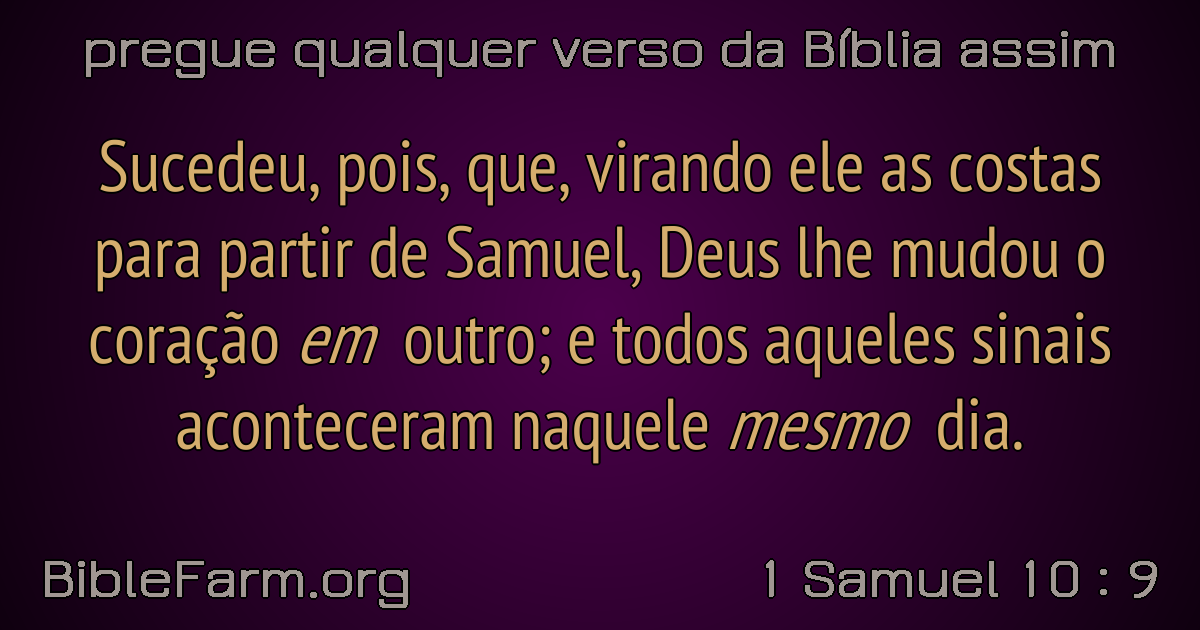 pregue qualquer verso da Bíblia assim
Sucedeu, pois, que, virando ele as costas
para partir de Samuel, Deus lhe mudou o
coração em outro; e todos aqueles sinais
aconteceram naquele mesmo dia.
BibleFarm.org
1 Samuel 10 : 9